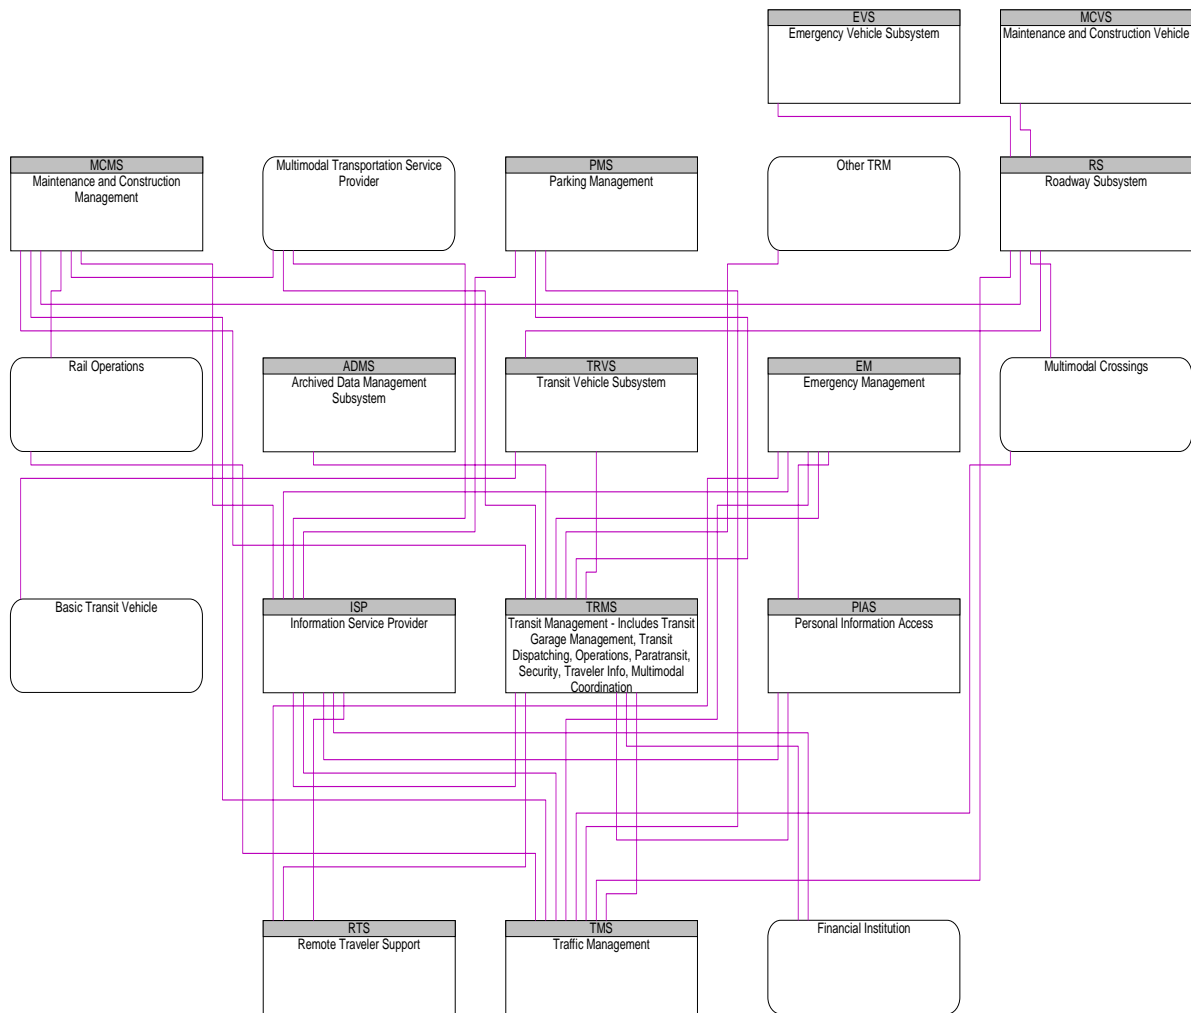 EVS
Emergency Vehicle Subsystem
MCVS
Maintenance and Construction Vehicle
MCMS
Maintenance and Construction
Management
Multimodal Transportation Service
Provider
PMS
Parking Management
Other TRM
RS
Roadway Subsystem
Rail Operations
ADMS
Archived Data Management
Subsystem
TRVS
Transit Vehicle Subsystem
EM
Emergency Management
Multimodal Crossings
Basic Transit Vehicle
ISP
Information Service Provider
TRMS
Transit Management - Includes Transit
Garage Management, Transit
Dispatching, Operations, Paratransit,
Security, Traveler Info, Multimodal
Coordination
PIAS
Personal Information Access
RTS
Remote Traveler Support
TMS
Traffic Management
Financial Institution